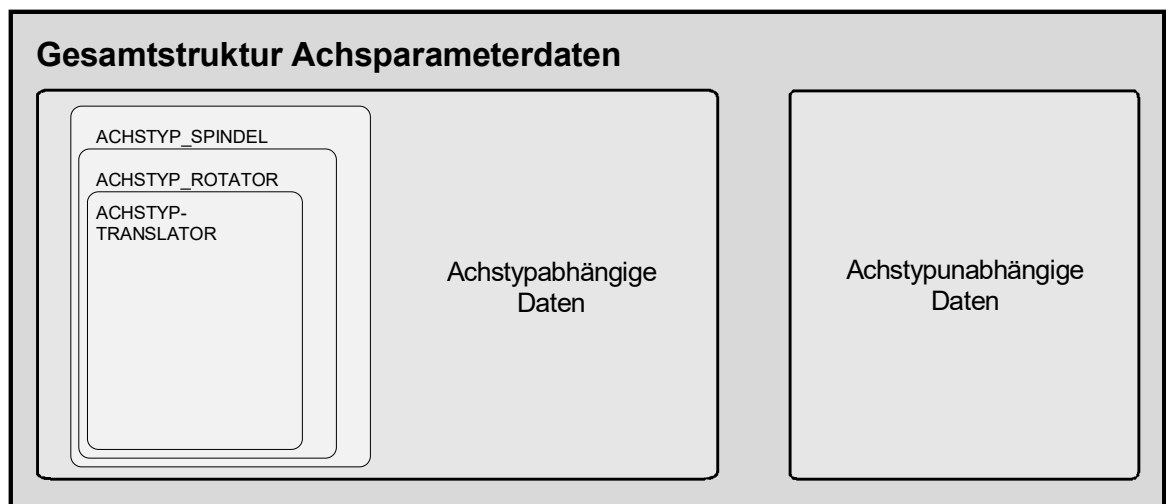 Gesamtstruktur Achsparameterdaten
ACHSTYP_SPINDEL
ACHSTYP_ROTATOR
ACHSTYP-
TRANSLATOR
Achstypabhängige
Daten
Achstypunabhängige
Daten